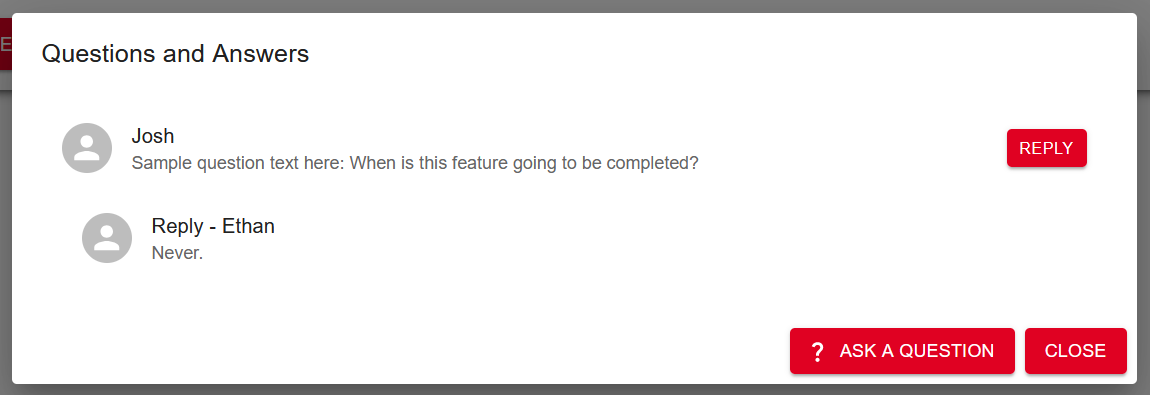 Questions and Answers
Josh
Sample question text here: When is this feature going to be completed?
REPLY
Reply - Ethan
Never.
? ASK A QUESTION
CLOSE